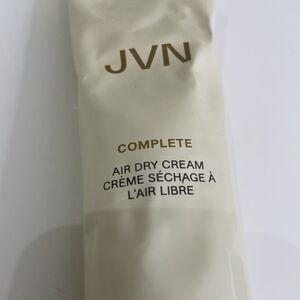 JVN
COMPLETE
AIR DRY CREAM
CRÈME SÉCHAGE À
L'AIR LIBRE